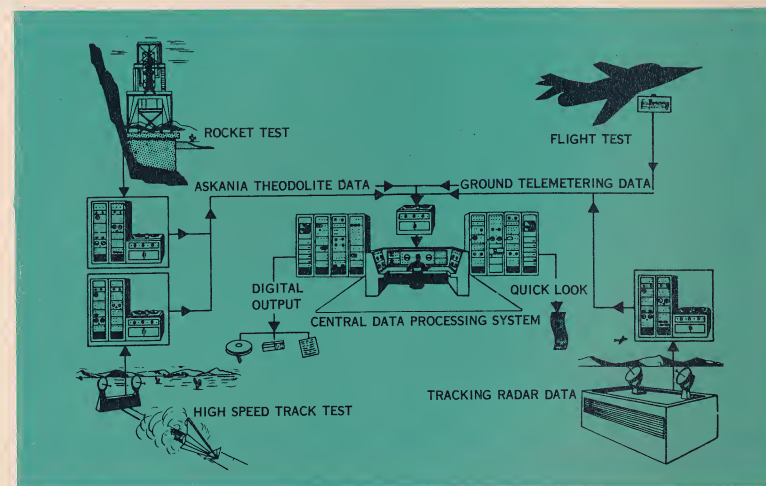 ROCKET TEST
FLIGHT TEST
ASKANIA THEODOLITE DATA
GROUND TELEMETERING DATA
DIGITAL
OUTPUT
QUICK LOOK
CENTRAL DATA PROCESSING SYSTEM
TRACKING RADAR DATA
HIGH SPEED TRACK TEST